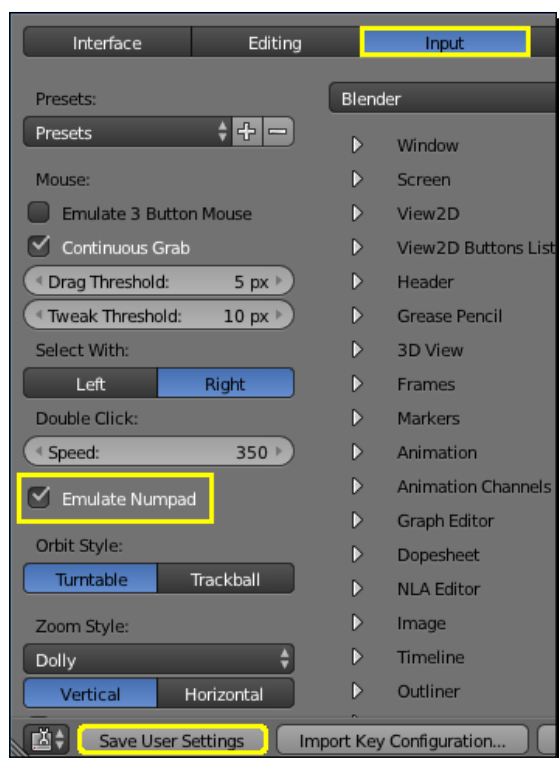 Interface Editing Input
Presets:
Presets
Mouse:
Emulate 3 Button Mouse
Continuous Grab
Drag Threshold: 5 px
Tweak Threshold: 10 px
Select With:
Left Right
Double Click:
Speed: 350
Emulate Numpad
Orbit Style:
Turntable Trackball
Zoom Style:
Dolly
Vertical Horizontal
Blender
Window
Screen
View2D
View2D Buttons List
Header
Grease Pencil
3D View
Frames
Markers
Animation
Animation Channels
Graph Editor
Dopesheet
NLA Editor
Image
Timeline
Outliner
Save User Settings Import Key Configuration...